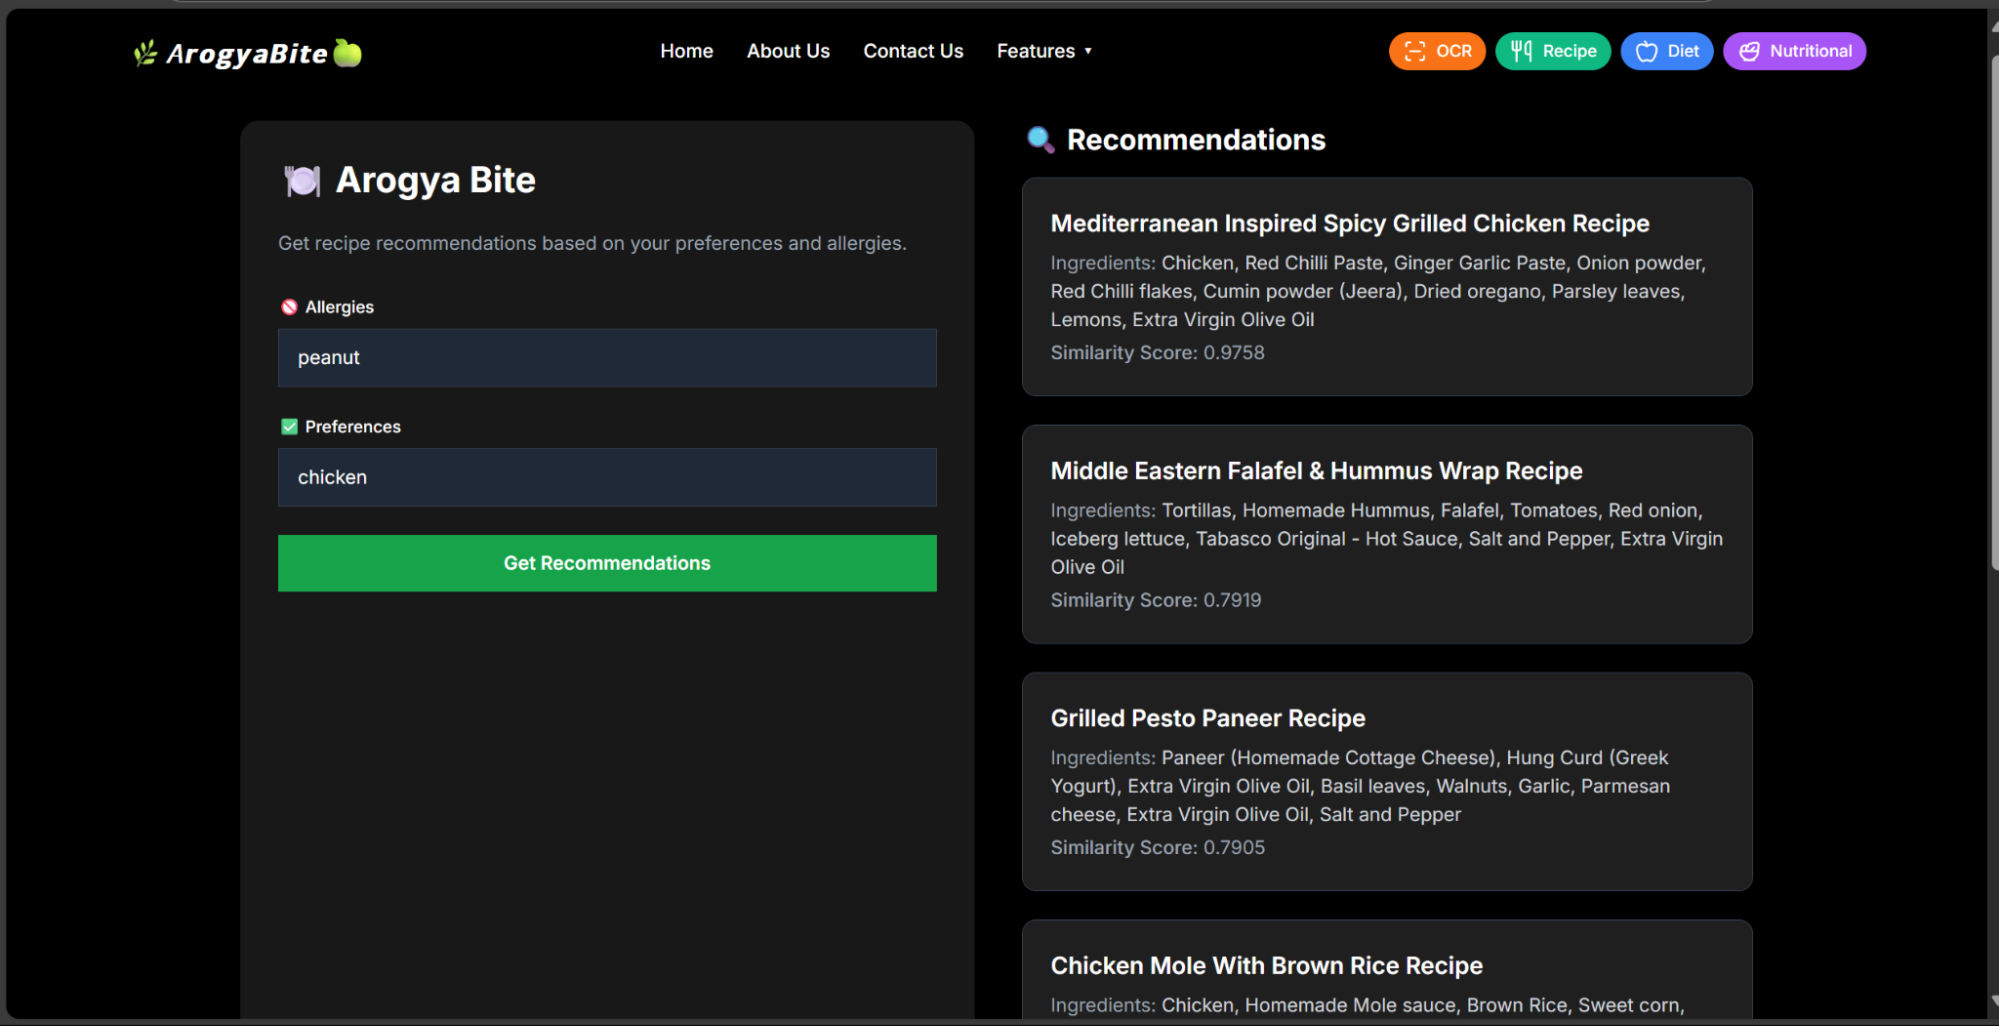 ArogyaBite
Home About Us Contact Us Features
OCR Recipe Diet Nutritional
Arogya Bite
Get recipe recommendations based on your preferences and allergies.
Allergies
peanut
Preferences
chicken
Get Recommendations
Recommendations
Mediterranean Inspired Spicy Grilled Chicken Recipe
Ingredients: Chicken, Red Chilli Paste, Ginger Garlic Paste, Onion powder,
Red Chilli flakes, Cumin powder (Jeera), Dried oregano, Parsley leaves,
Lemons, Extra Virgin Olive Oil
Similarity Score: 0.9758
Middle Eastern Falafel & Hummus Wrap Recipe
Ingredients: Tortillas, Homemade Hummus, Falafel, Tomatoes, Red onion,
Iceberg lettuce, Tabasco Original - Hot Sauce, Salt and Pepper, Extra Virgin
Olive Oil
Similarity Score: 0.7919
Grilled Pesto Paneer Recipe
Ingredients: Paneer (Homemade Cottage Cheese), Hung Curd (Greek
Yogurt), Extra Virgin Olive Oil, Basil leaves, Walnuts, Garlic, Parmesan
cheese, Extra Virgin Olive Oil, Salt and Pepper
Similarity Score: 0.7905
Chicken Mole With Brown Rice Recipe
Ingredients: Chicken, Homemade Mole sauce, Brown Rice, Sweet corn,